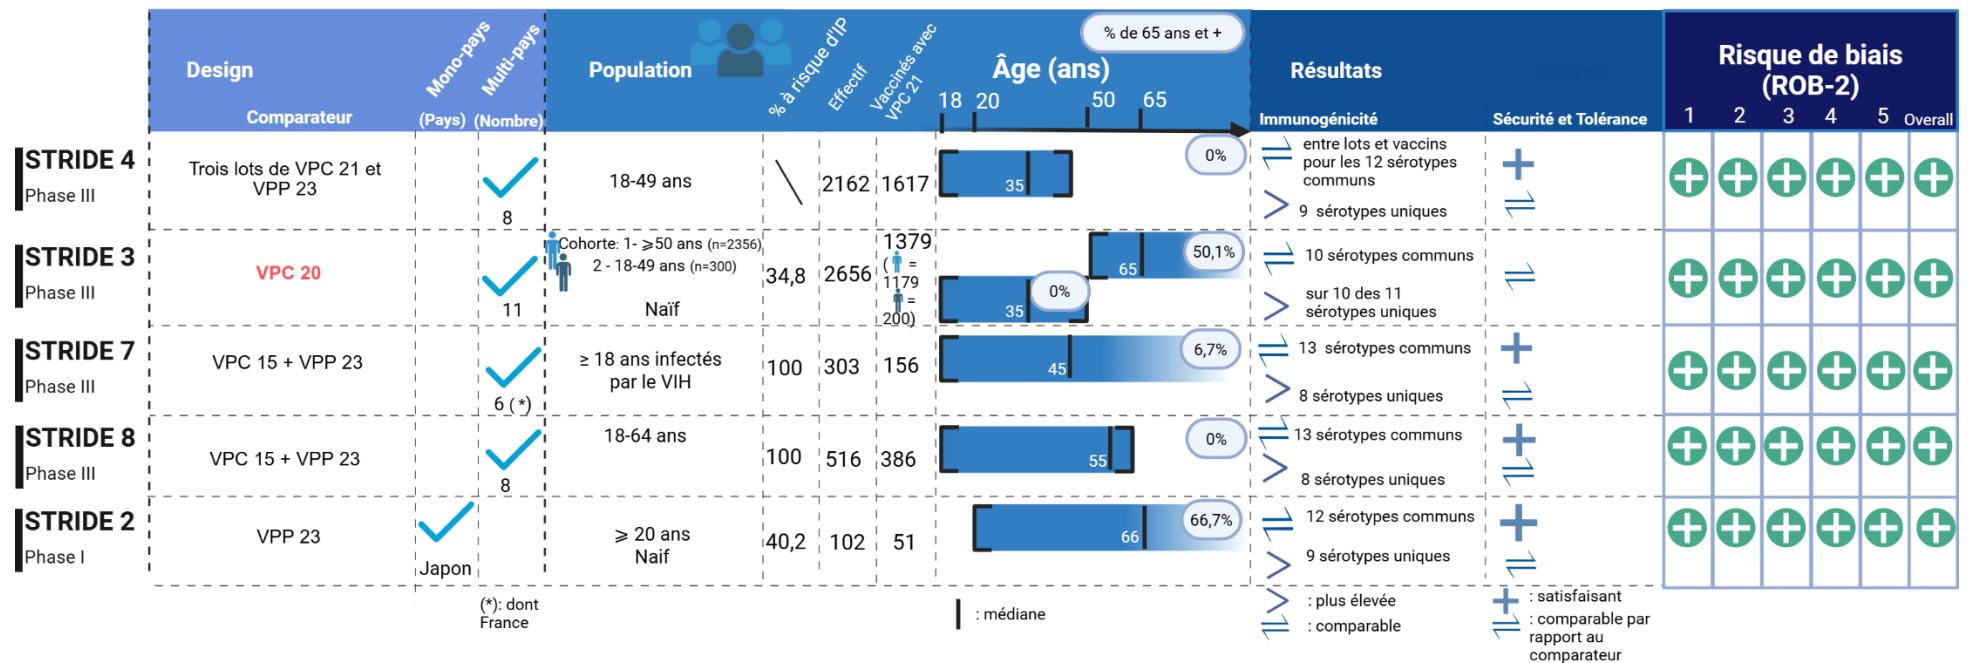 Design
Comparateur
Mono-pays
(Pays)
Multi-pays
(Nombre)
Population
% à risque d'IP
Effectif
Vaccinés avec
VPC 21
Âge (ans)
% de 65 ans et +
18 20 50 65
Résultats
Immunogénicité
Sécurité et Tolérance
Risque de biais
(ROB-2)
1 2 3 4 5 Overall
STRIDE 4
Phase III
Trois lots de VPC 21 et
VPP 23
8
18-49 ans
2162
1617
35
0%
entre lots et vaccins
pour les 12 sérotypes
communs
9 sérotypes uniques
STRIDE 3
Phase III
VPC 20
11
Cohorte: 1- ⩾50 ans (n=2356)
2 - 18-49 ans (n=300)
Naïf
34,8
2656
1379
( =
1179
=
200)
65
50,1%
35
0%
10 sérotypes communs
sur 10 des 11
sérotypes uniques
STRIDE 7
Phase III
VPC 15 + VPP 23
6 (*)
≥ 18 ans infectés
par le VIH
100
303
156
45
6,7%
13 sérotypes communs
8 sérotypes uniques
STRIDE 8
Phase III
VPC 15 + VPP 23
8
18-64 ans
100
516
386
55
0%
13 sérotypes communs
8 sérotypes uniques
STRIDE 2
Phase I
VPP 23
Japon
⩾ 20 ans
Naif
40,2
102
51
66
66,7%
12 sérotypes communs
9 sérotypes uniques
(*): dont
France
: médiane
: plus élevée
: comparable
: satisfaisant
: comparable par
rapport au
comparateur